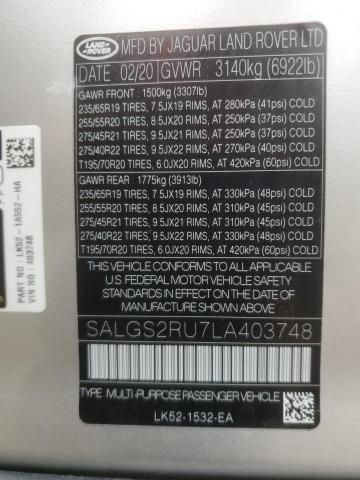 LAND
ROVER
MFD BY JAGUAR LAND ROVER LTD
DATE : 02/20 GVWR : 3140kg (6922lb)
GAWR FRONT : 1500kg (3307lb)
235/65R19 TIRES, 7.5JX19 RIMS, AT 280kPa (41psi) COLD
255/55R20 TIRES, 8.5JX20 RIMS, AT 250kPa (36psi) COLD
275/45R21 TIRES, 9.5JX21 RIMS, AT 250kPa (37psi) COLD
275/40R22 TIRES, 9.5JX22 RIMS, AT 270kPa (40psi) COLD
T195/70R20 TIRES, 6.0JX20 RIMS, AT 420kPa (60psi) COLD
GAWR REAR : 1775kg (3913lb)
235/65R19 TIRES, 7.5JX19 RIMS, AT 330kPa (48psi) COLD
255/55R20 TIRES, 8.5JX20 RIMS, AT 310kPa (45psi) COLD
275/45R21 TIRES, 9.5JX21 RIMS, AT 310kPa (45psi) COLD
275/40R22 TIRES, 9.5JX22 RIMS, AT 330kPa (48psi) COLD
T195/70R20 TIRES, 6.0JX20 RIMS, AT 420kPa (60psi) COLD
THIS VEHICLE CONFORMS TO ALL APPLICABLE
U.S. FEDERAL MOTOR VEHICLE SAFETY STANDARDS
IN EFFECT ON THE DATE OF MANUFACTURE SHOWN ABOVE.
SALGS2RU7LA403748
TYPE: MULTI-PURPOSE PASSENGER VEHICLE
LK52-1532-EA
PART NO : LK52-1A552-HA
VIN NO : 403748